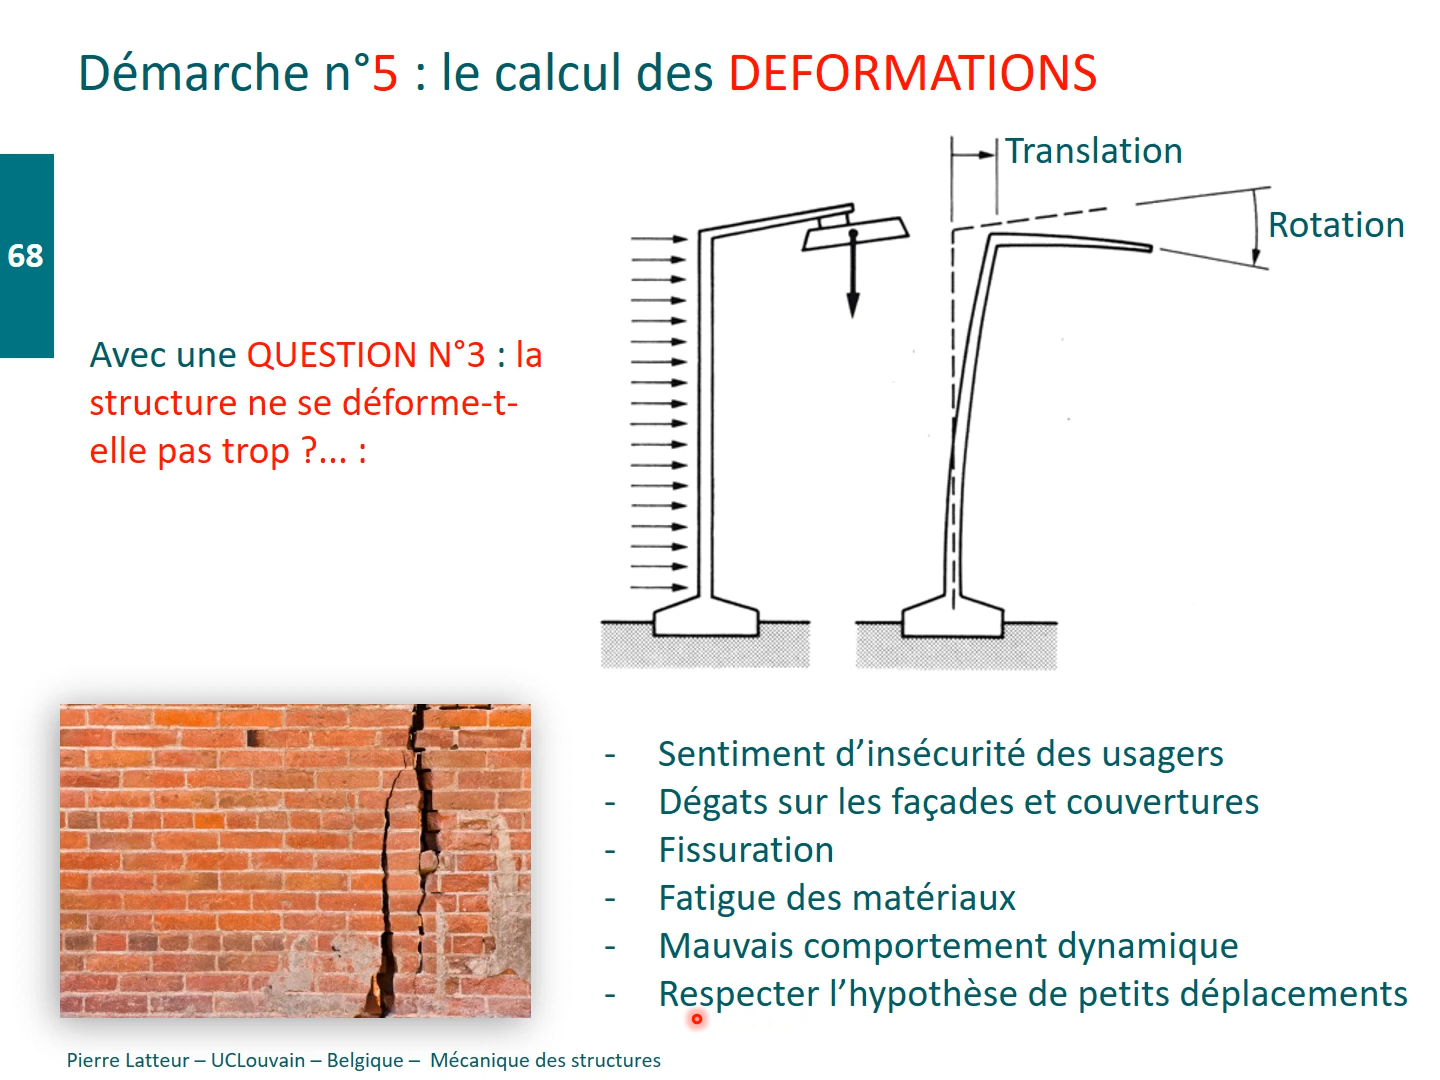 Démarche n°5 : le calcul des DEFORMATIONS
68
Translation
Rotation
Avec une QUESTION N°3 : la
structure ne se déforme-t-
elle pas trop ?... :
- Sentiment d’insécurité des usagers
- Dégats sur les façades et couvertures
- Fissuration
- Fatigue des matériaux
- Mauvais comportement dynamique
- Respecter l’hypothèse de petits déplacements
Pierre Latteur – UCLouvain – Belgique – Mécanique des structures